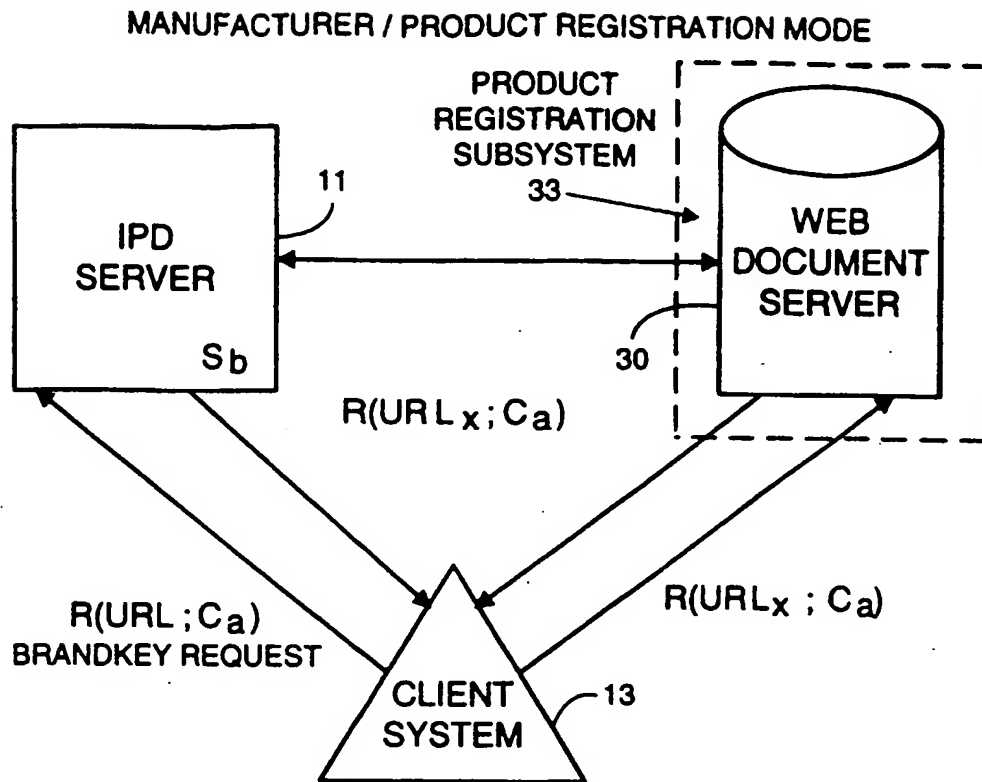 MANUFACTURER / PRODUCT REGISTRATION MODE
PRODUCT
REGISTRATION
SUBSYSTEM
33
11
IPD
SERVER
Sb
WEB
DOCUMENT
SERVER
30
R(URLx; Ca)
R(URL; Ca)
BRANDKEY REQUEST
R(URLx; Ca)
CLIENT
SYSTEM
13